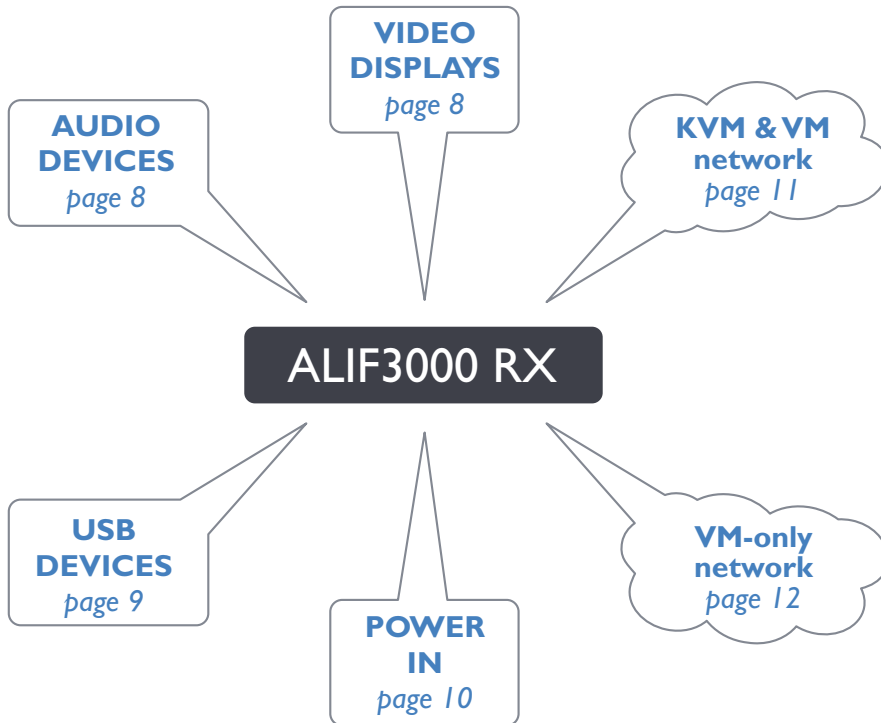 VIDEO
DISPLAYS
page 8
AUDIO
DEVICES
page 8
KVM & VM
network
page 11
ALIF3000 RX
USB
DEVICES
page 9
VM-only
network
page 12
POWER
IN
page 10